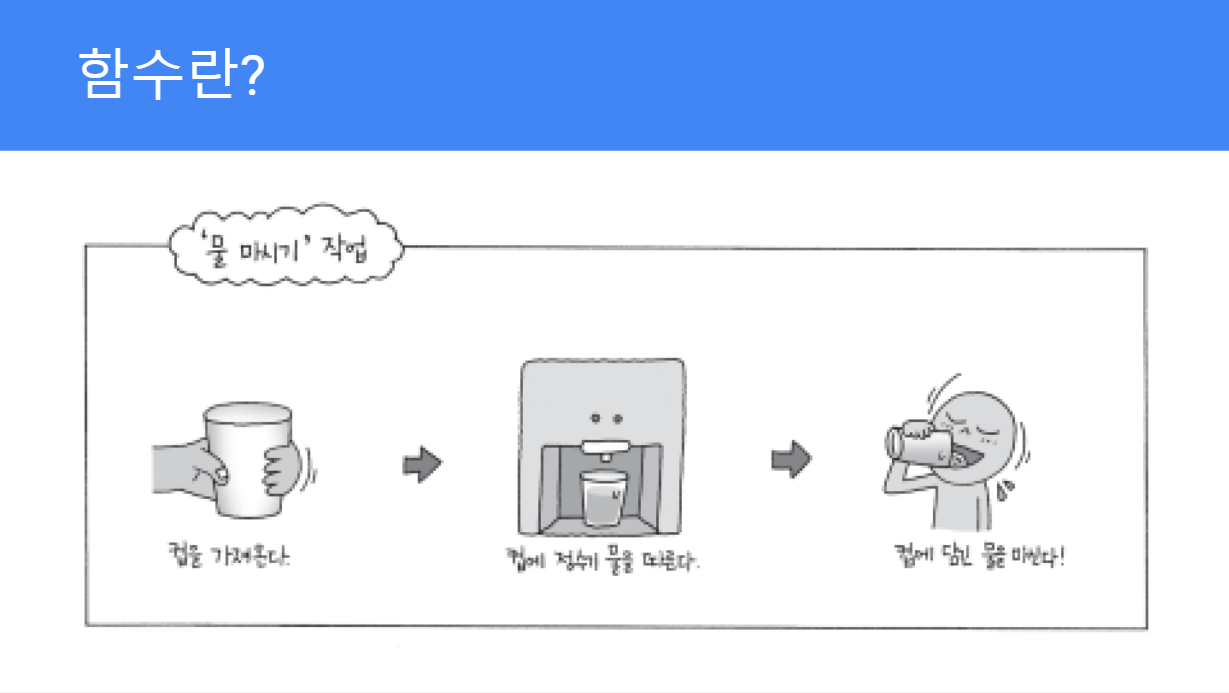 함수란?
'물 마시기' 작업
컵을 가져온다.
컵에 정수기 물을 따른다.
컵에 담긴 물을 마신다!